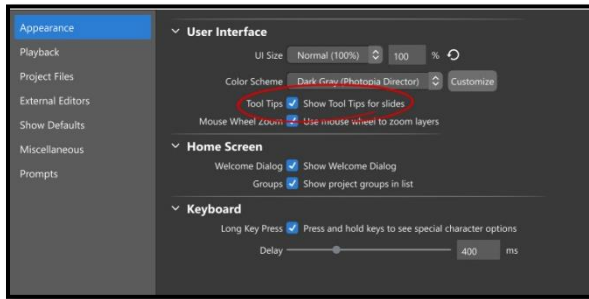 Appearance
Playback
Project Files
External Editors
Show Defaults
Miscellaneous
Prompts
User Interface
UI Size Normal (100%) 100 %
Color Scheme Dark Gray (Photopia Director) Customize
Tool Tips Show Tool Tips for slides
Mouse Wheel Zoom Use mouse wheel to zoom layers
Home Screen
Welcome Dialog Show Welcome Dialog
Groups Show project groups in list
Keyboard
Long Key Press Press and hold keys to see special character options
Delay 400 ms